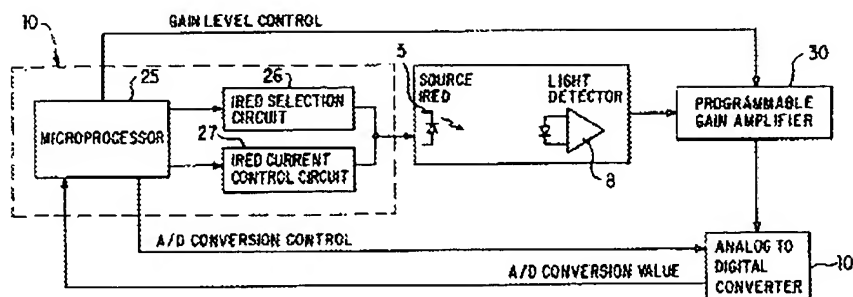 GAIN LEVEL CONTROL
10
25
26
3
30
IRED SELECTION
CIRCUIT
SOURCE
IRED
LIGHT
DETECTOR
PROGRAMMABLE
GAIN AMPLIFIER
MICROPROCESSOR
27
IRED CURRENT
CONTROL CIRCUIT
8
A/D CONVERSION CONTROL
A/D CONVERSION VALUE
ANALOG TO
DIGITAL
CONVERTER
10